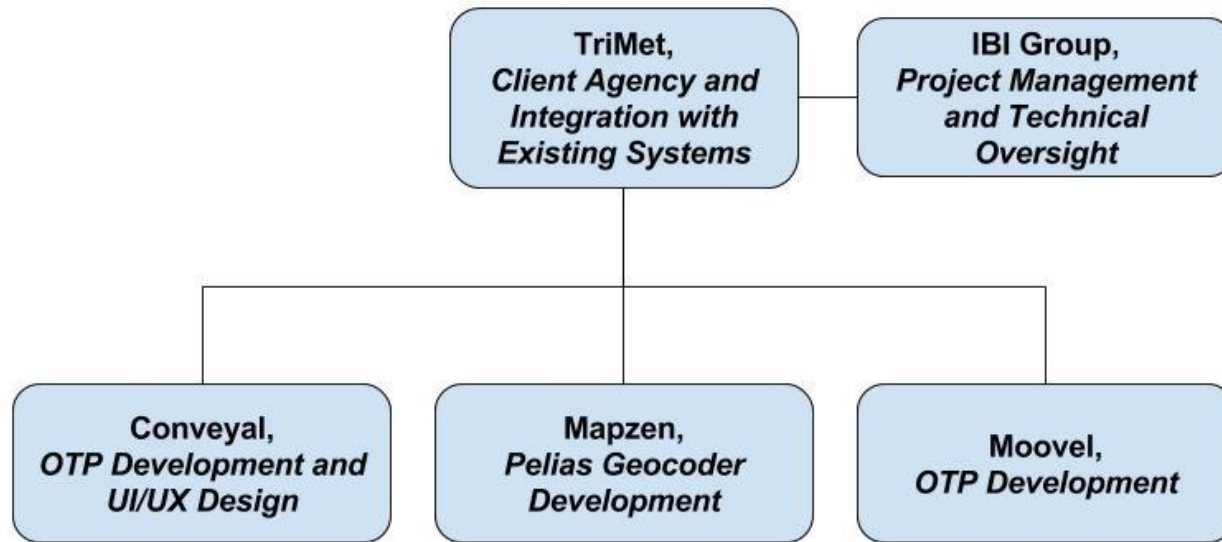 TriMet,
Client Agency and
Integration with
Existing Systems
IBI Group,
Project Management
and Technical
Oversight
Conveyal,
OTP Development and
UI/UX Design
Mapzen,
Pelias Geocoder
Development
Moovel,
OTP Development